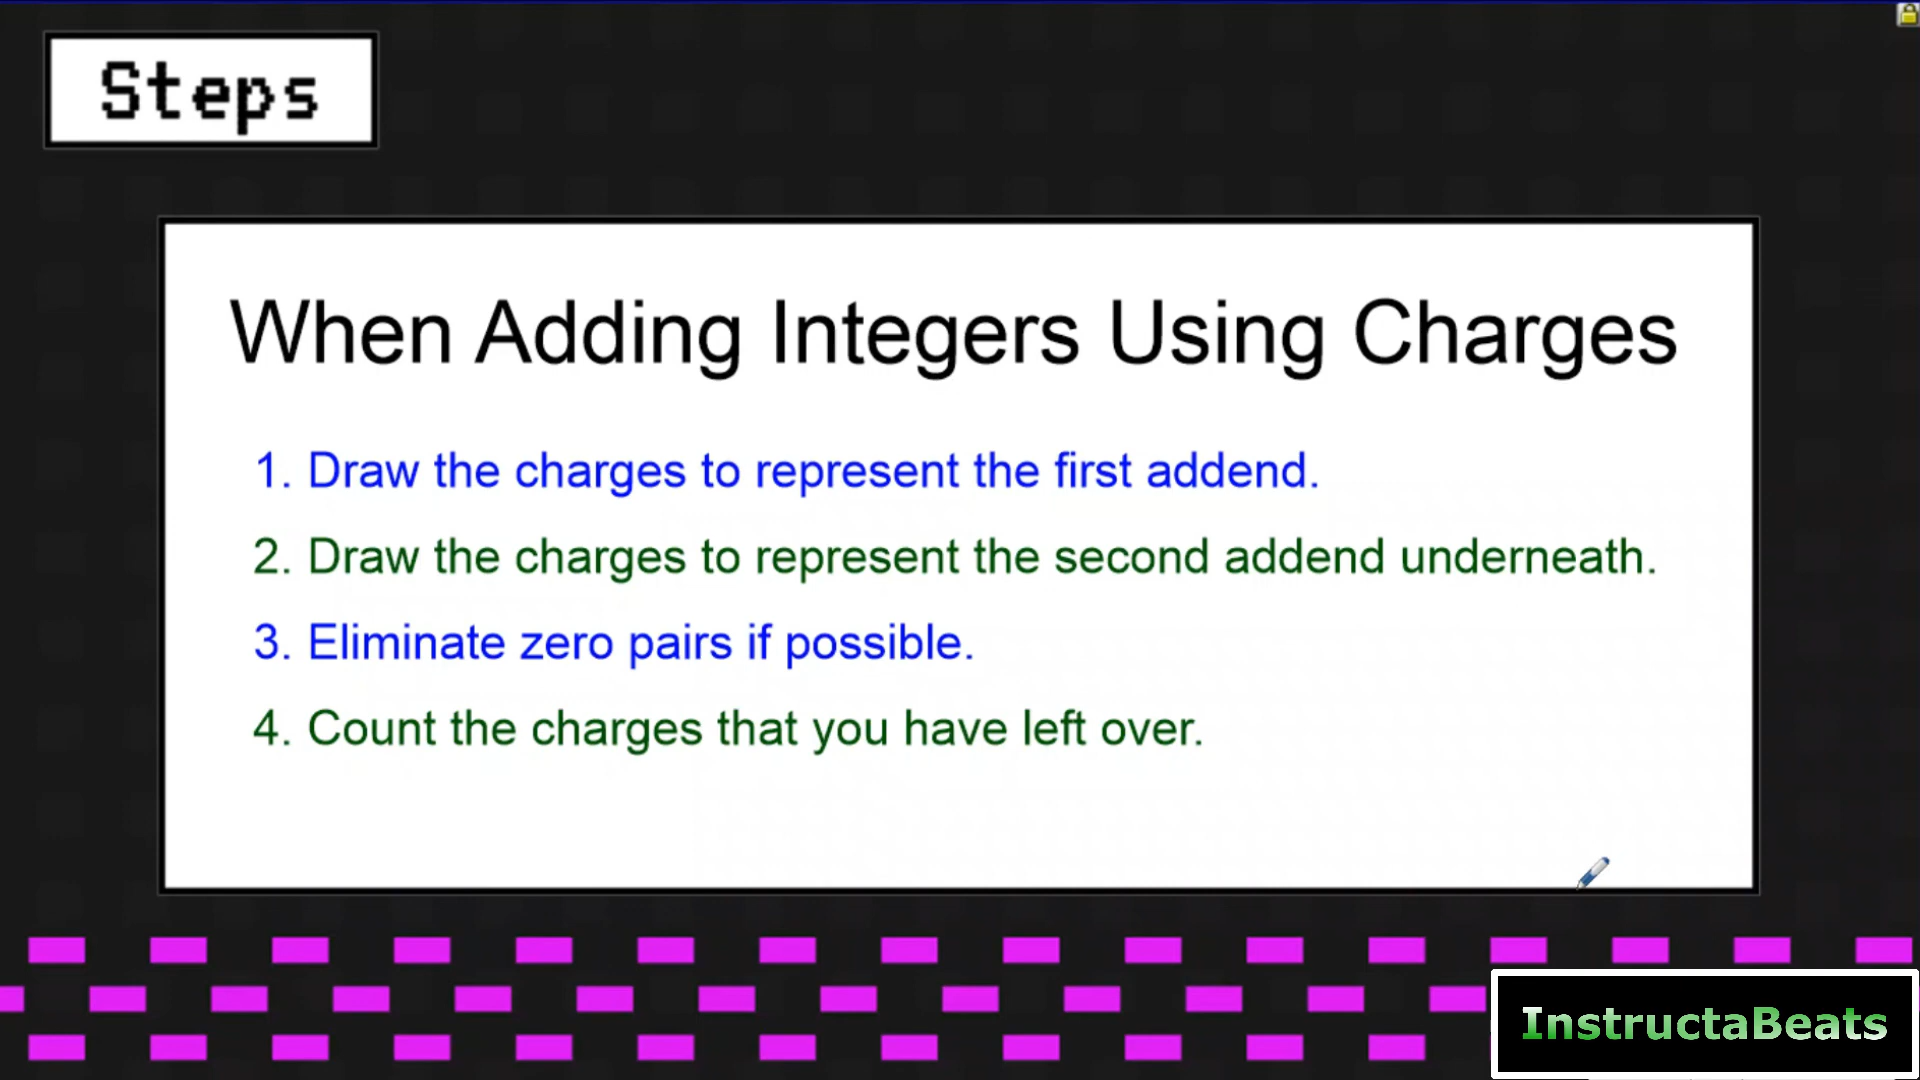 Steps
When Adding Integers Using Charges
1. Draw the charges to represent the first addend.
2. Draw the charges to represent the second addend underneath.
3. Eliminate zero pairs if possible.
4. Count the charges that you have left over.
InstructaBeats